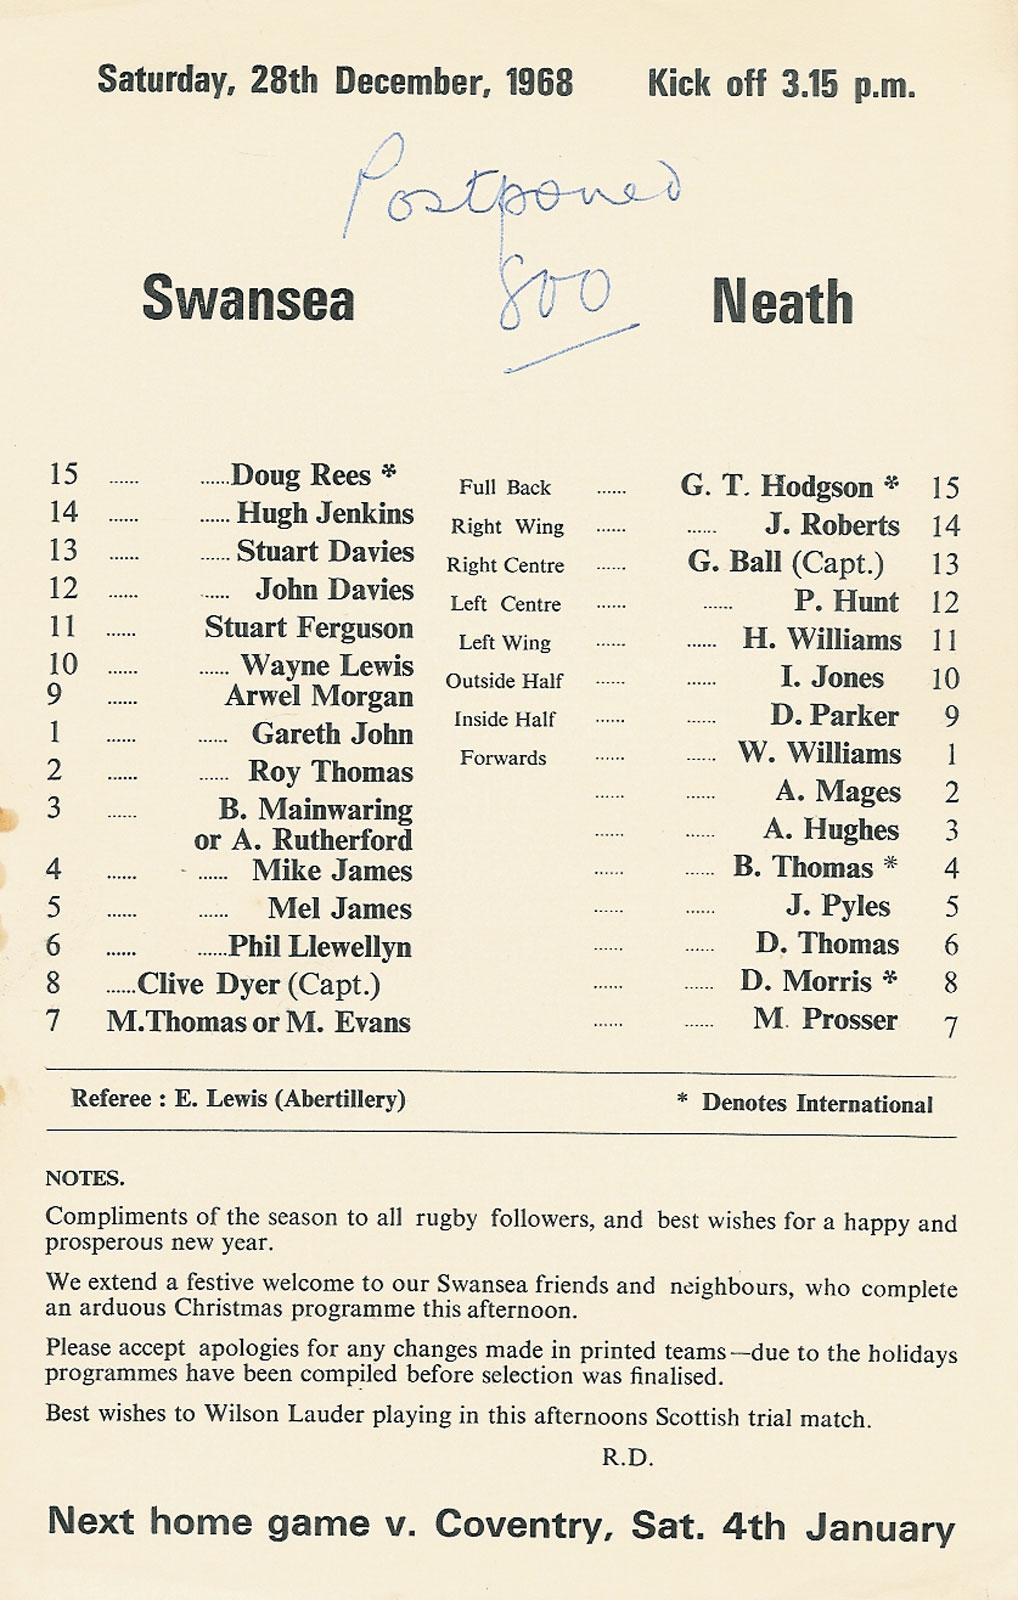 Saturday, 28th December, 1968 Kick off 3.15 p.m.
Postponed
800
Swansea Neath
15 ...... ......Doug Rees * Full Back ...... G. T. Hodgson * 15
14 ...... ...... Hugh Jenkins Right Wing ...... ...... J. Roberts 14
13 ...... ...... Stuart Davies Right Centre ...... G. Ball (Capt.) 13
12 ...... ...... John Davies Left Centre ...... ...... P. Hunt 12
11 ...... Stuart Ferguson Left Wing ...... ...... H. Williams 11
10 ...... ...... Wayne Lewis Outside Half ...... ...... I. Jones 10
9 ...... Arwel Morgan Inside Half ...... ...... D. Parker 9
1 ...... ...... Gareth John Forwards ...... ...... W. Williams 1
2 ...... ...... Roy Thomas ...... ...... A. Mages 2
3 ...... B. Mainwaring ...... ...... A. Hughes 3
or A. Rutherford
4 ...... ...... Mike James ...... ...... B. Thomas * 4
5 ...... ...... Mel James ...... ...... J. Pyles 5
6 ...... ......Phil Llewellyn ...... ...... D. Thomas 6
8 ......Clive Dyer (Capt.) ...... ...... D. Morris * 8
7 M.Thomas or M. Evans ...... ...... M. Prosser 7
Referee : E. Lewis (Abertillery) * Denotes International
NOTES.
Compliments of the season to all rugby followers, and best wishes for a happy and
prosperous new year.
We extend a festive welcome to our Swansea friends and neighbours, who complete
an arduous Christmas programme this afternoon.
Please accept apologies for any changes made in printed teams—due to the holidays
programmes have been compiled before selection was finalised.
Best wishes to Wilson Lauder playing in this afternoons Scottish trial match.
R.D.
Next home game v. Coventry, Sat. 4th January